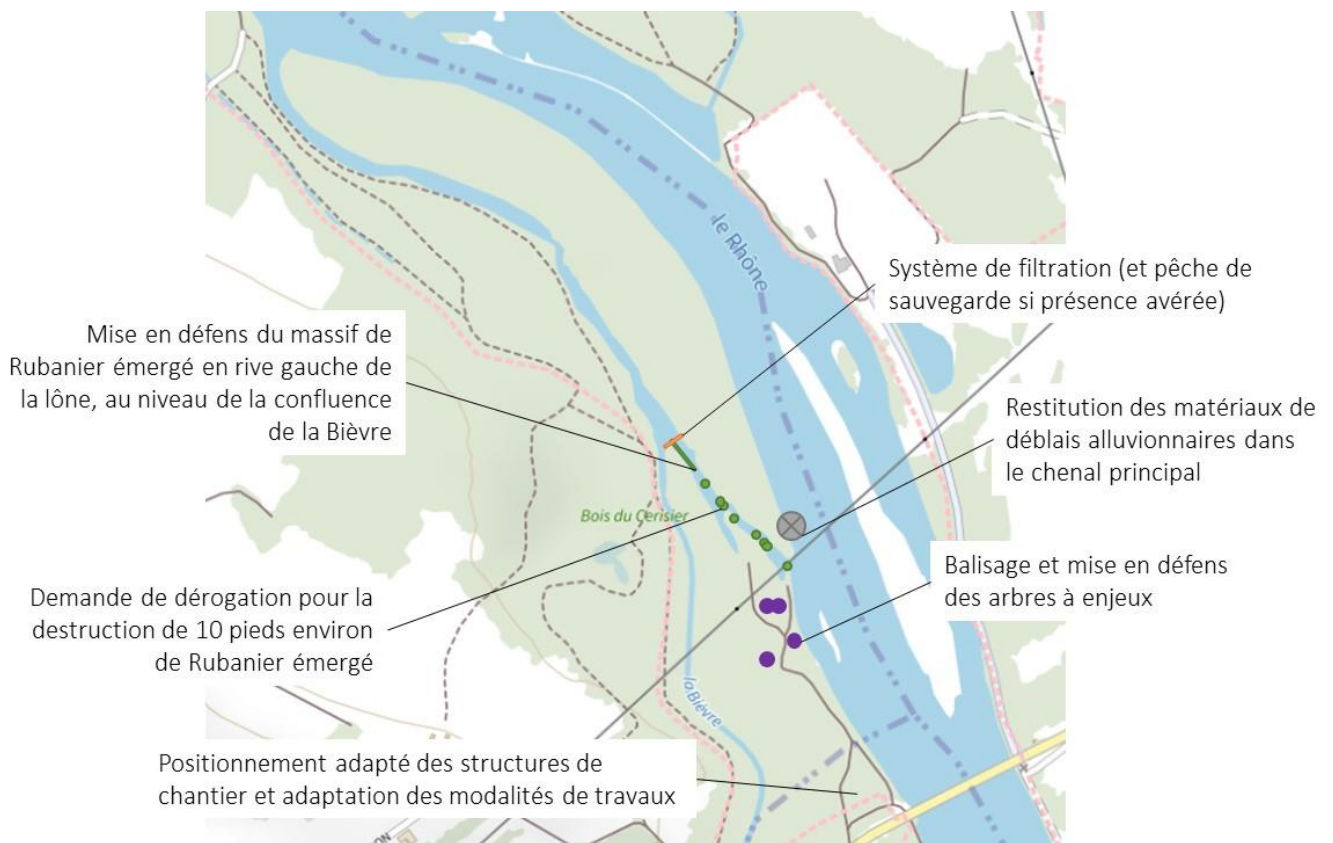 le Rhône
Système de filtration (et pêche de
sauvegarde si présence avérée)
Mise en défens du massif de
Rubanier émergé en rive gauche de
la lône, au niveau de la confluence
de la Bièvre
Restitution des matériaux de
déblais alluvionnaires dans
le chenal principal
Bois du Cerisier
Balisage et mise en défens
des arbres à enjeux
Demande de dérogation pour la
destruction de 10 pieds environ
de Rubanier émergé
la Bièvre
Positionnement adapté des structures de
chantier et adaptation des modalités de travaux
ON